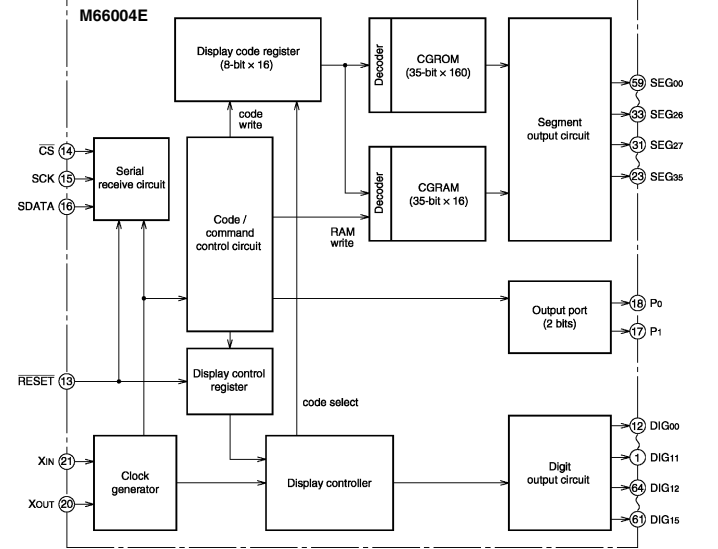 M66004E
Display code register
(8-bit × 16)
Decoder
CGROM
(35-bit × 160)
Segment
output circuit
59 SEG00
33 SEG26
31 SEG27
23 SEG35
code
write
CS 14
SCK 15
SDATA 16
Serial
receive circuit
Code /
command
control circuit
Decoder
CGRAM
(35-bit × 16)
RAM
write
Output port
(2 bits)
18 P0
17 P1
RESET 13
Display control
register
code select
XIN 21
XOUT 20
Clock
generator
Display controller
Digit
output circuit
12 DIG00
1 DIG11
64 DIG12
61 DIG15